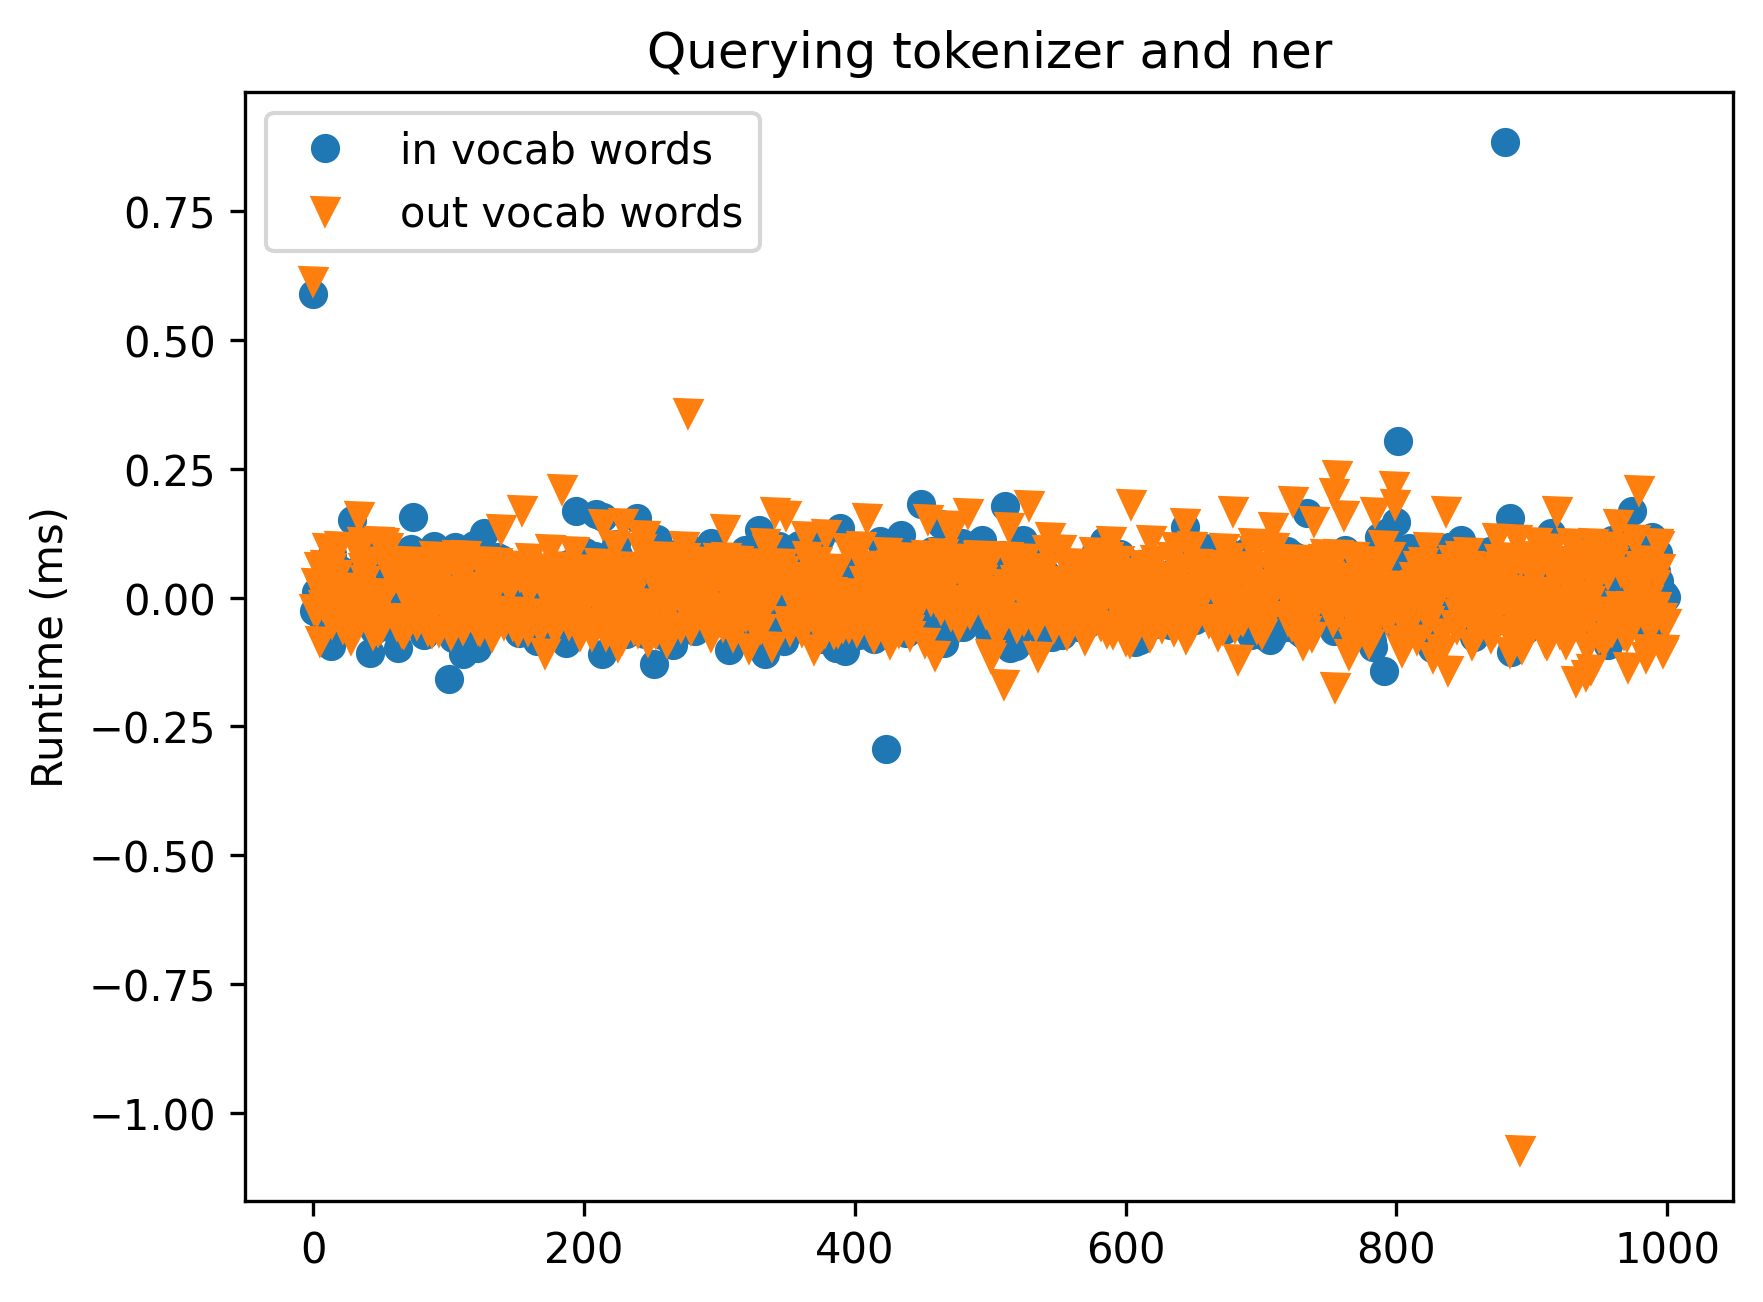 Querying tokenizer and ner
in vocab words
out vocab words
Runtime (ms)
0.75
0.50
0.25
0.00
−0.25
−0.50
−0.75
−1.00
0 200 400 600 800 1000